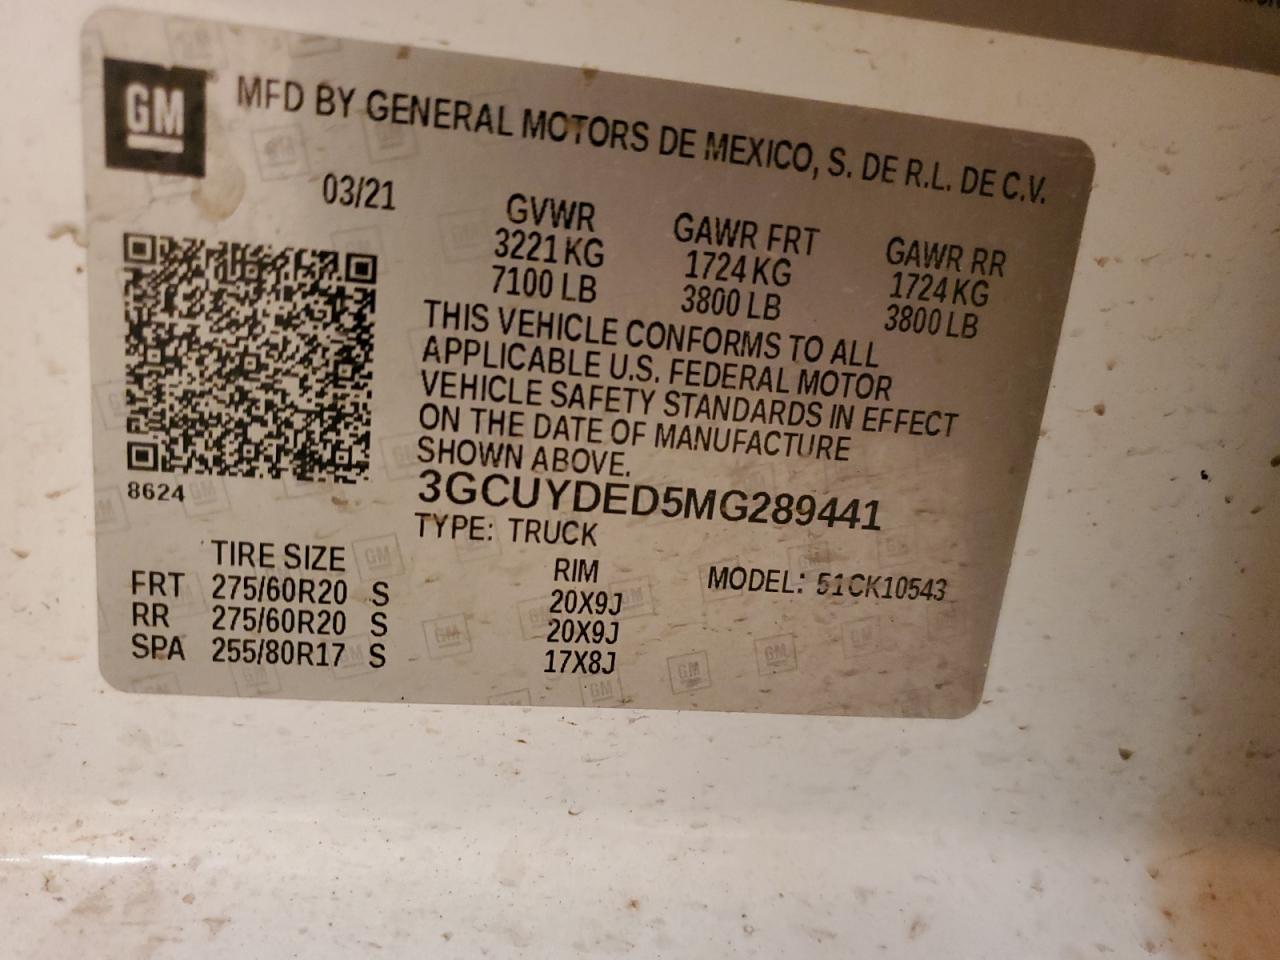 GM
MFD BY GENERAL MOTORS DE MEXICO, S. DE R.L. DE C.V.
03/21
GVWR GAWR FRT GAWR RR
3221 KG 1724 KG 1724 KG
7100 LB 3800 LB 3800 LB
THIS VEHICLE CONFORMS TO ALL
APPLICABLE U.S. FEDERAL MOTOR
VEHICLE SAFETY STANDARDS IN EFFECT
ON THE DATE OF MANUFACTURE
SHOWN ABOVE.
8624
3GCUYDED5MG289441
TYPE: TRUCK
TIRE SIZE RIM MODEL: 51CK10543
FRT 275/60R20 S 20X9J
RR 275/60R20 S 20X9J
SPA 255/80R17 S 17X8J